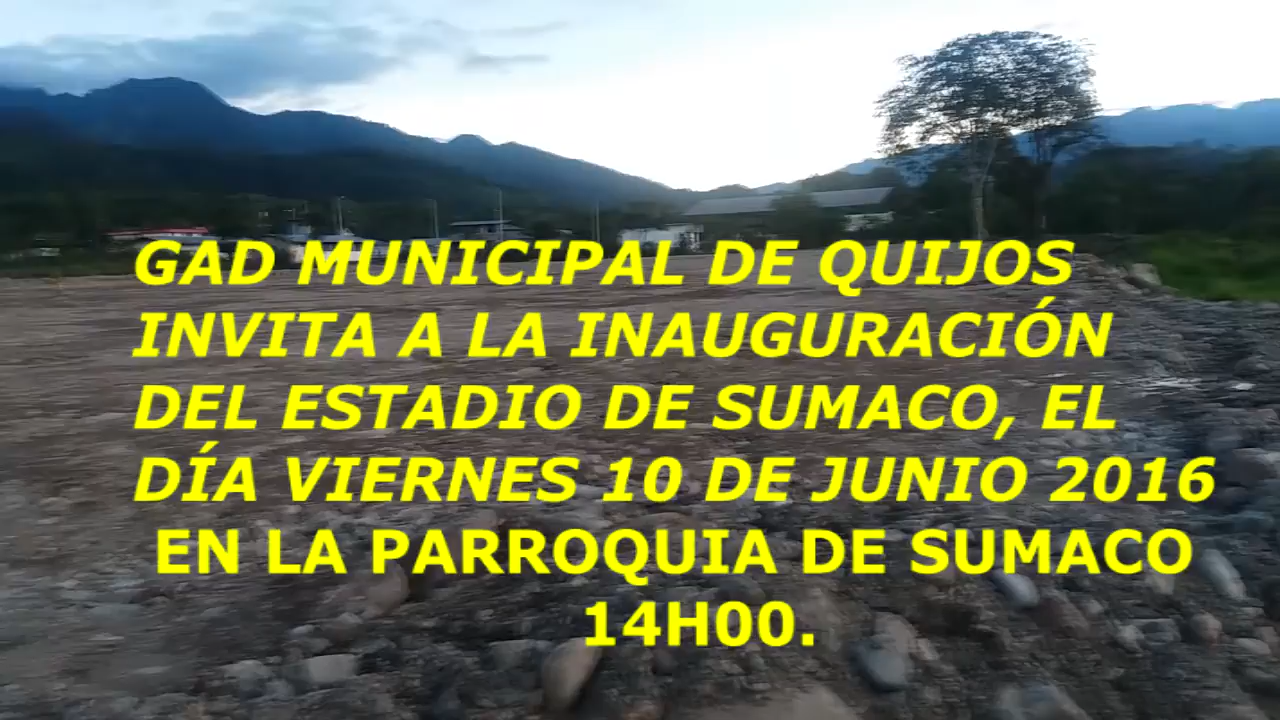 GAD MUNICIPAL DE QUIJOS
INVITA A LA INAUGURACIÓN
DEL ESTADIO DE SUMACO, EL
DÍA VIERNES 10 DE JUNIO 2016
EN LA PARROQUIA DE SUMACO
14H00.